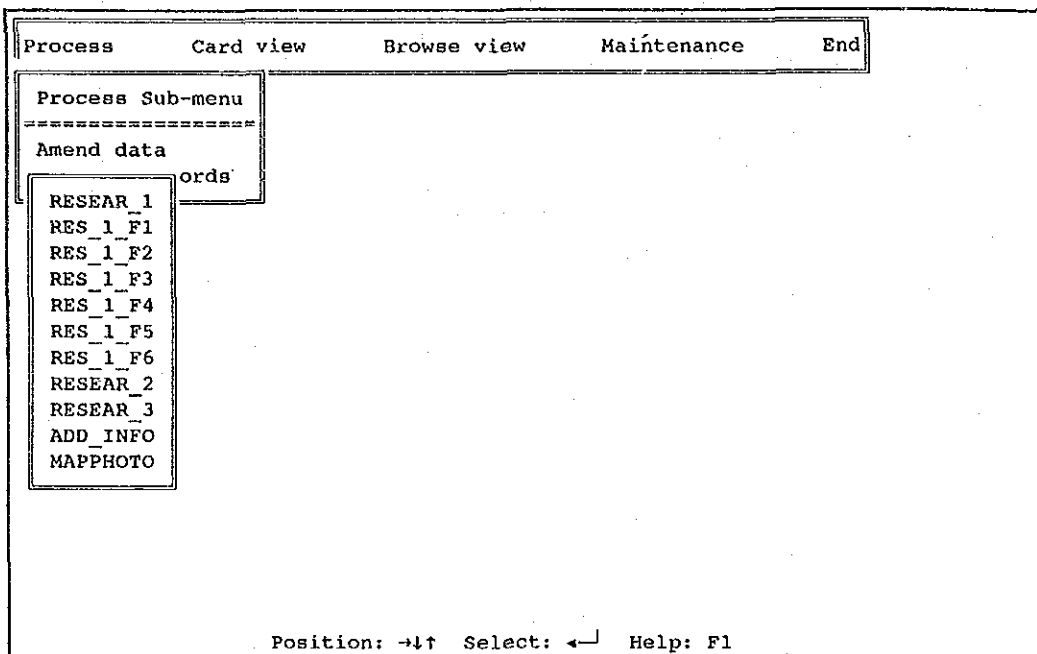 Process Card view Browse view Maintenance End
Process Sub-menu
==================
Amend data
ords
RESEAR_1
RES_1_F1
RES_1_F2
RES_1_F3
RES_1_F4
RES_1_F5
RES_1_F6
RESEAR_2
RESEAR_3
ADD_INFO
MAPPHOTO
Position: →↓↑ Select: ◄┘ Help: F1